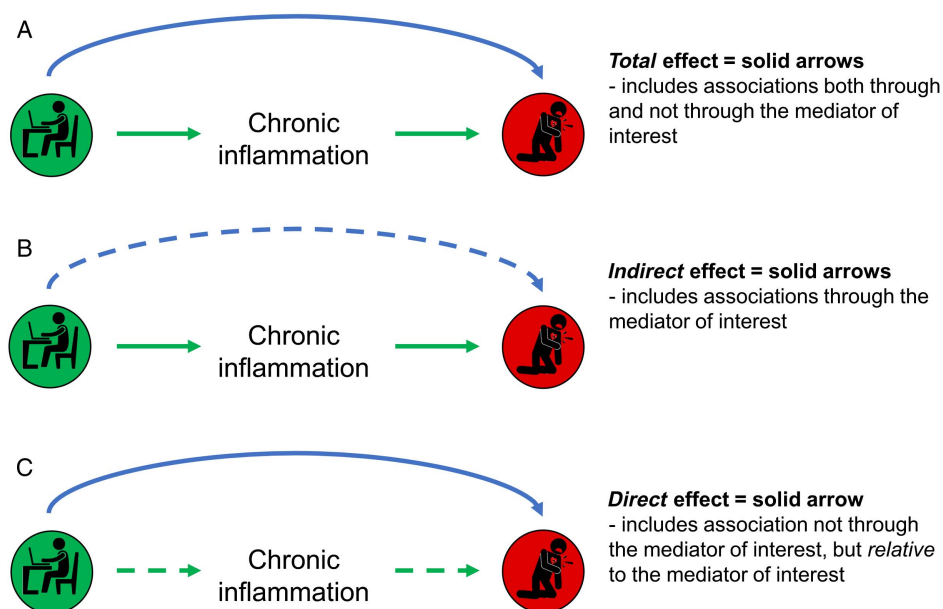 A
Chronic
inflammation
Total effect = solid arrows
- includes associations both through
and not through the mediator of
interest
B
Chronic
inflammation
Indirect effect = solid arrows
- includes associations through the
mediator of interest
C
Chronic
inflammation
Direct effect = solid arrow
- includes association not through
the mediator of interest, but relative
to the mediator of interest